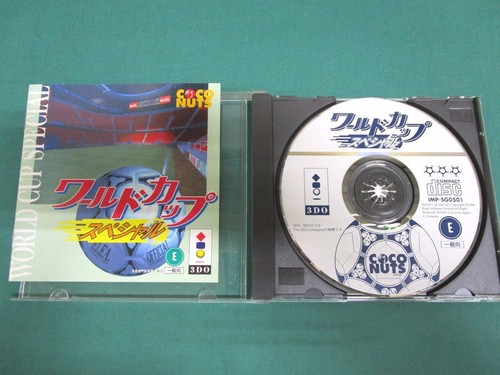 WORLD CUP SPECIAL
COCO
NUTS
ワールドカップ
スペシャル
E
一般向
3DO
ワールドカップ
スペシャル
COMPACT
disc
IMP-SG0501
3DO
E
一般向
COCO
NUTS